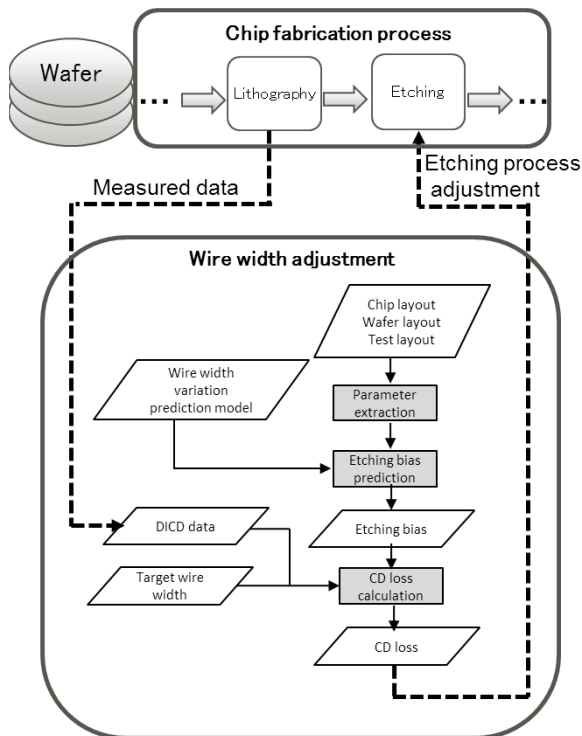 Chip fabrication process
Wafer
...
Lithography
Etching
...
Measured data
Etching process
adjustment
Wire width adjustment
Chip layout
Wafer layout
Test layout
Wire width
variation
prediction model
Parameter
extraction
Etching bias
prediction
DICD data
Etching bias
Target wire
width
CD loss
calculation
CD loss